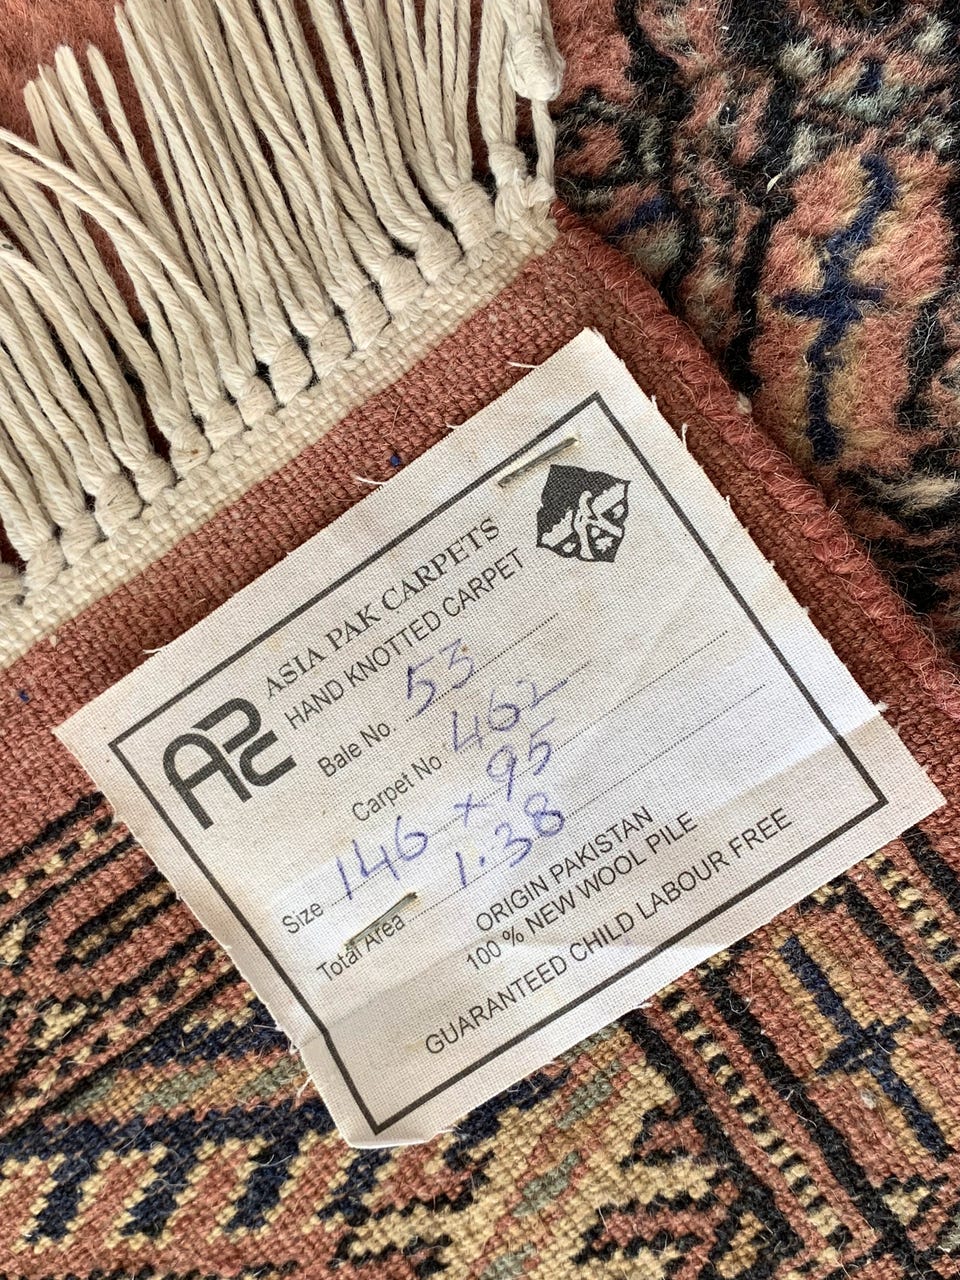 APC
ASIA PAK CARPETS
HAND KNOTTED CARPET
Bale No. 53
Carpet No 462
Size 146 x 95
Total Area 1.38
ORIGIN PAKISTAN
100 % NEW WOOL PILE
GUARANTEED CHILD LABOUR FREE